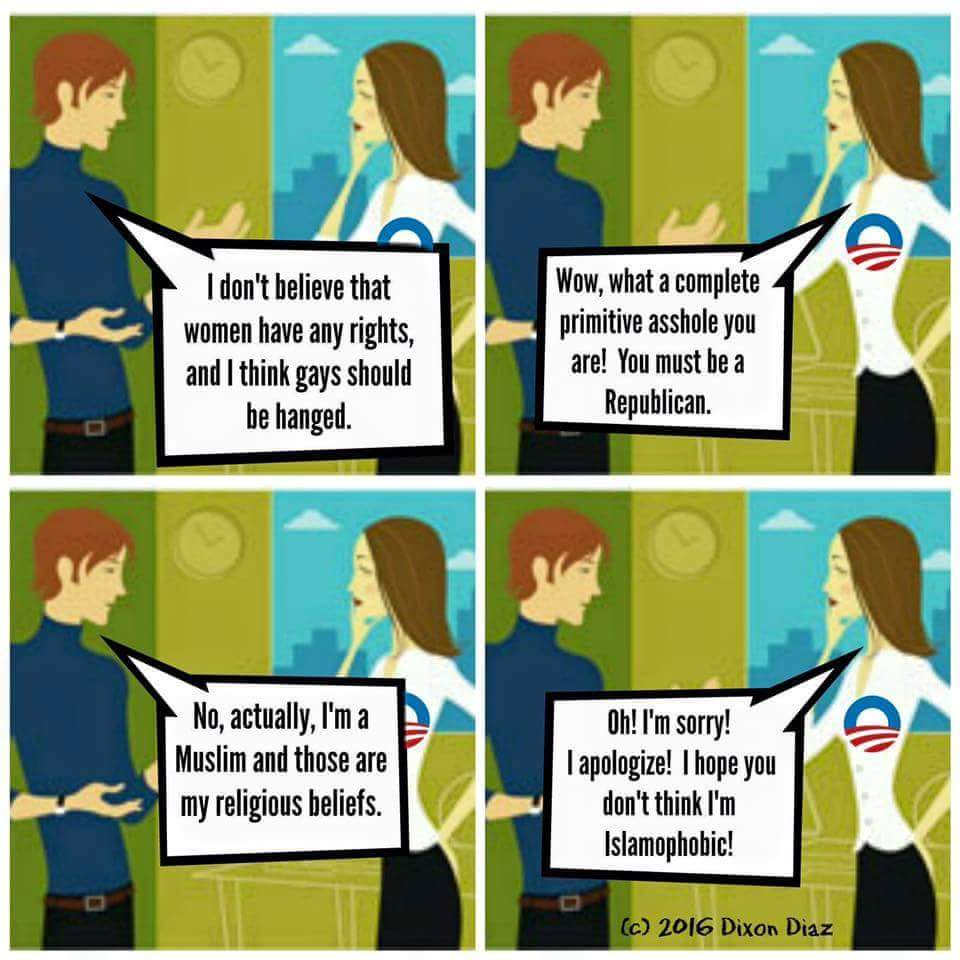 I don't believe that
women have any rights,
and I think gays should
be hanged.
Wow, what a complete
primitive asshole you
are! You must be a
Republican.
No, actually, I'm a
Muslim and those are
my religious beliefs.
Oh! I'm sorry!
I apologize! I hope you
don't think I'm
Islamophobic!
(c) 2016 Dixon Diaz